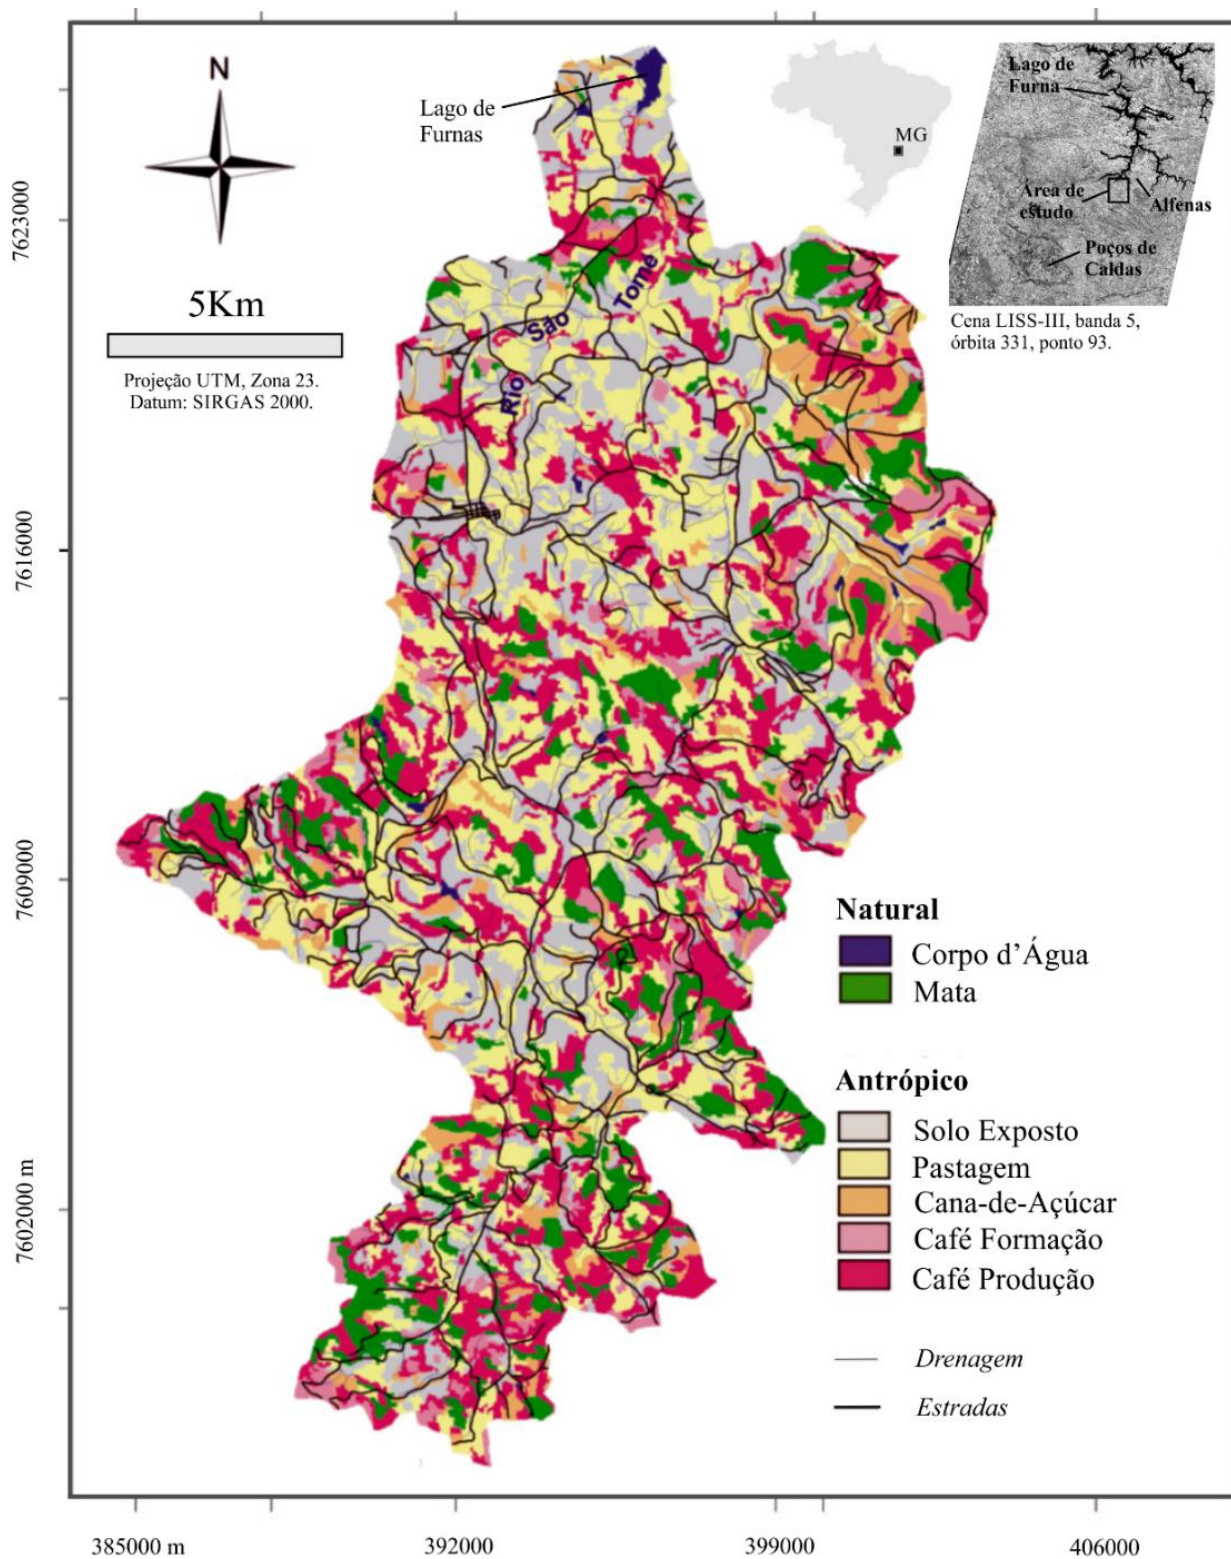 N
Lago de
Furnas
MG
Lago de
Furna
Área de
estudo
Alfenas
Poços de
Caldas
Cena LISS-III, banda 5,
órbita 331, ponto 93.
5Km
Projeção UTM, Zona 23.
Datum: SIRGAS 2000.
Rio São Tomé
7623000
7616000
7609000
7602000 m
Natural
Corpo d'Água
Mata
Antrópico
Solo Exposto
Pastagem
Cana-de-Açúcar
Café Formação
Café Produção
Drenagem
Estradas
385000 m
392000
399000
406000